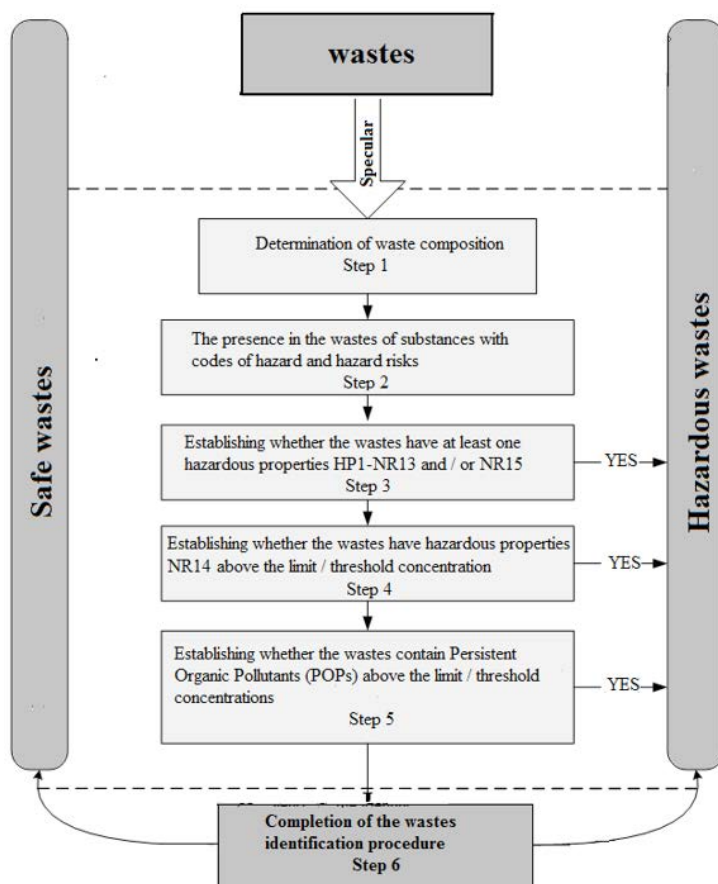 wastes
Specular
Safe wastes
Hazardous wastes
Determination of waste composition
Step 1
The presence in the wastes of substances with
codes of hazard and hazard risks
Step 2
Establishing whether the wastes have at least one
hazardous properties HP1-NR13 and / or NR15
Step 3
YES
Establishing whether the wastes have hazardous properties
NR14 above the limit / threshold concentration
Step 4
YES
Establishing whether the wastes contain Persistent
Organic Pollutants (POPs) above the limit / threshold
concentrations
Step 5
YES
Completion of the wastes
identification procedure
Step 6